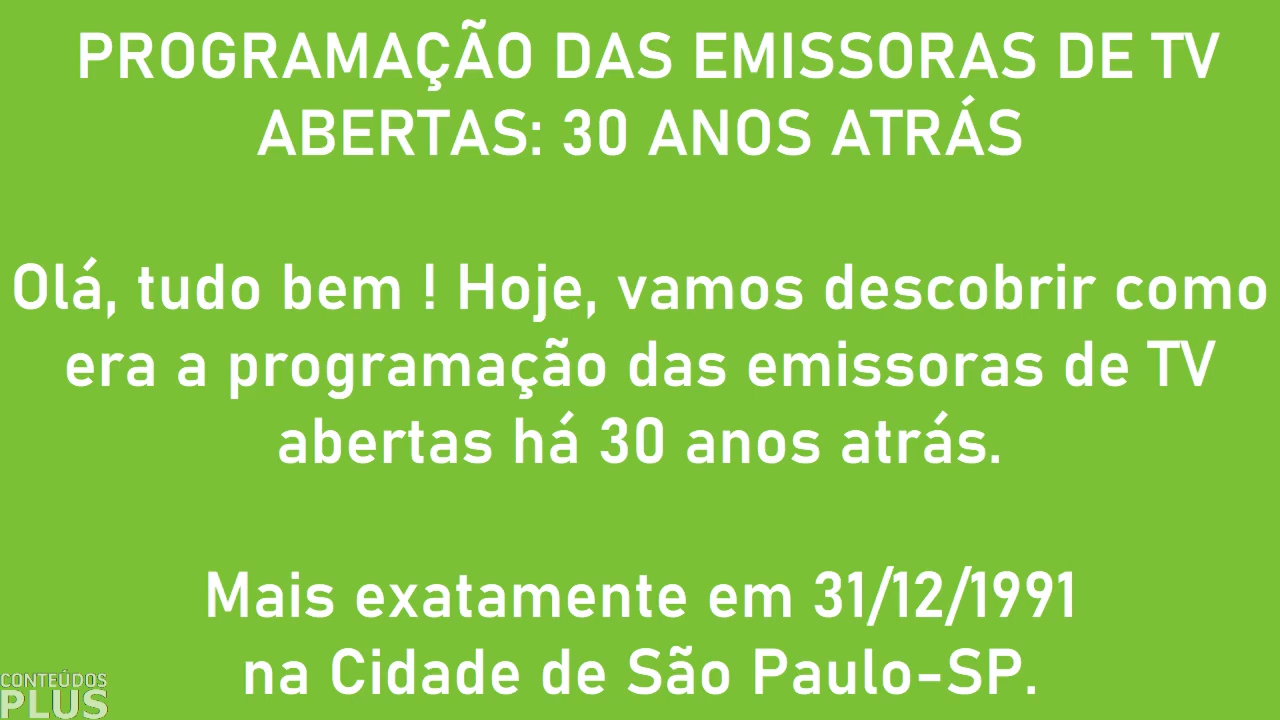 PROGRAMAÇÃO DAS EMISSORAS DE TV
ABERTAS: 30 ANOS ATRÁS
Olá, tudo bem ! Hoje, vamos descobrir como
era a programação das emissoras de TV
abertas há 30 anos atrás.
Mais exatamente em 31/12/1991
na Cidade de São Paulo-SP.
CONTEÚDOS
PLUS